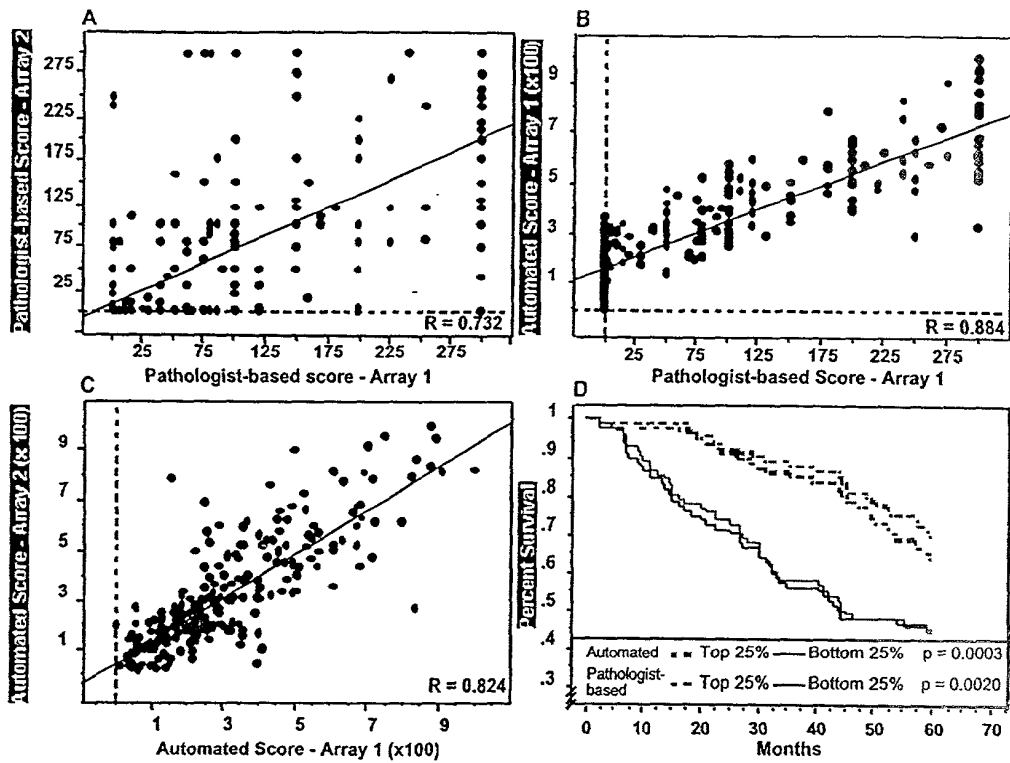 A
Pathologist-based Score - Array 2
275
225
175
125
75
25
R = 0.732
25 75 125 175 225 275
Pathologist-based score - Array 1
B
Automated Score - Array 1 (x100)
9
7
5
3
1
R = 0.884
25 75 125 175 225 275
Pathologist-based Score - Array 1
C
Automated Score - Array 2 (x 100)
9
7
5
3
1
R = 0.824
1 3 5 7 9
Automated Score - Array 1 (x100)
D
Percent Survival
1
.9
.8
.7
.6
.5
.4
.3
Automated Top 25% Bottom 25% p = 0.0003
Pathologist-based Top 25% Bottom 25% p = 0.0020
0 10 20 30 40 50 60 70
Months